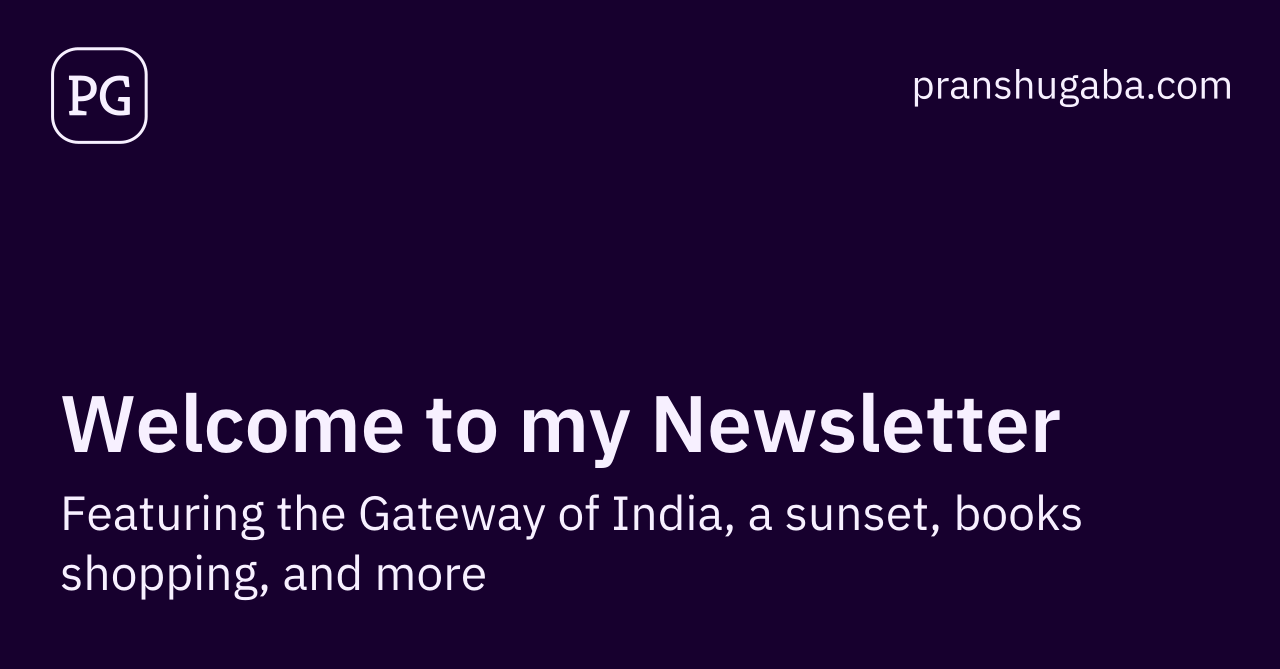 PG
pranshugaba.com
Welcome to my Newsletter
Featuring the Gateway of India, a sunset, books
shopping, and more